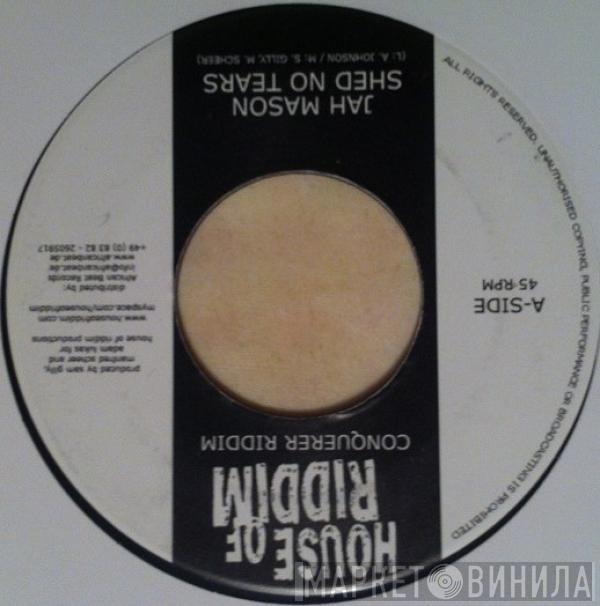 HOUSE OF
RIDDIM
CONQUERER RIDDIM
A-SIDE
45 RPM
produced by sam gilly,
manfred scheer and
adam lukas for
house of riddim productions
www.houseofriddim.com
myspace.com/houseofriddim
distributed by:
African Beat Records
info@africanbeat.de
www.africanbeat.de
+49 (0) 83 82 - 2605917
JAH MASON
SHED NO TEARS
(L: A. JOHNSON / M: S. GILLY, M. SCHEER)
ALL RIGHTS RESERVED. UNAUTHORISED COPYING, PUBLIC PERFORMANCE OR BROADCASTING IS PROHIBITED
МАРКЕТ ВИНИЛА